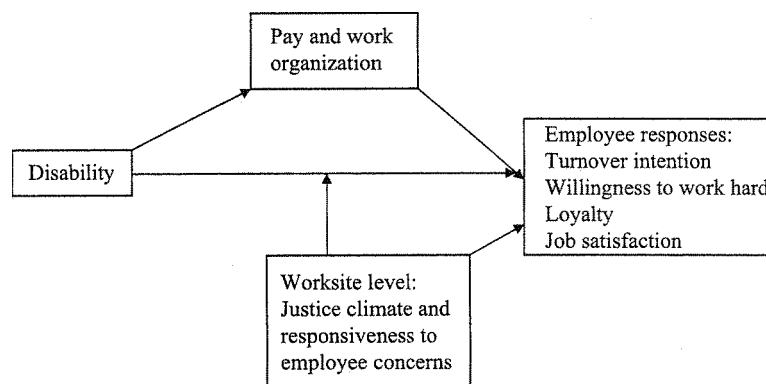 Pay and work
organization
Disability
Employee responses:
Turnover intention
Willingness to work hard
Loyalty
Job satisfaction
Worksite level:
Justice climate and
responsiveness to
employee concerns